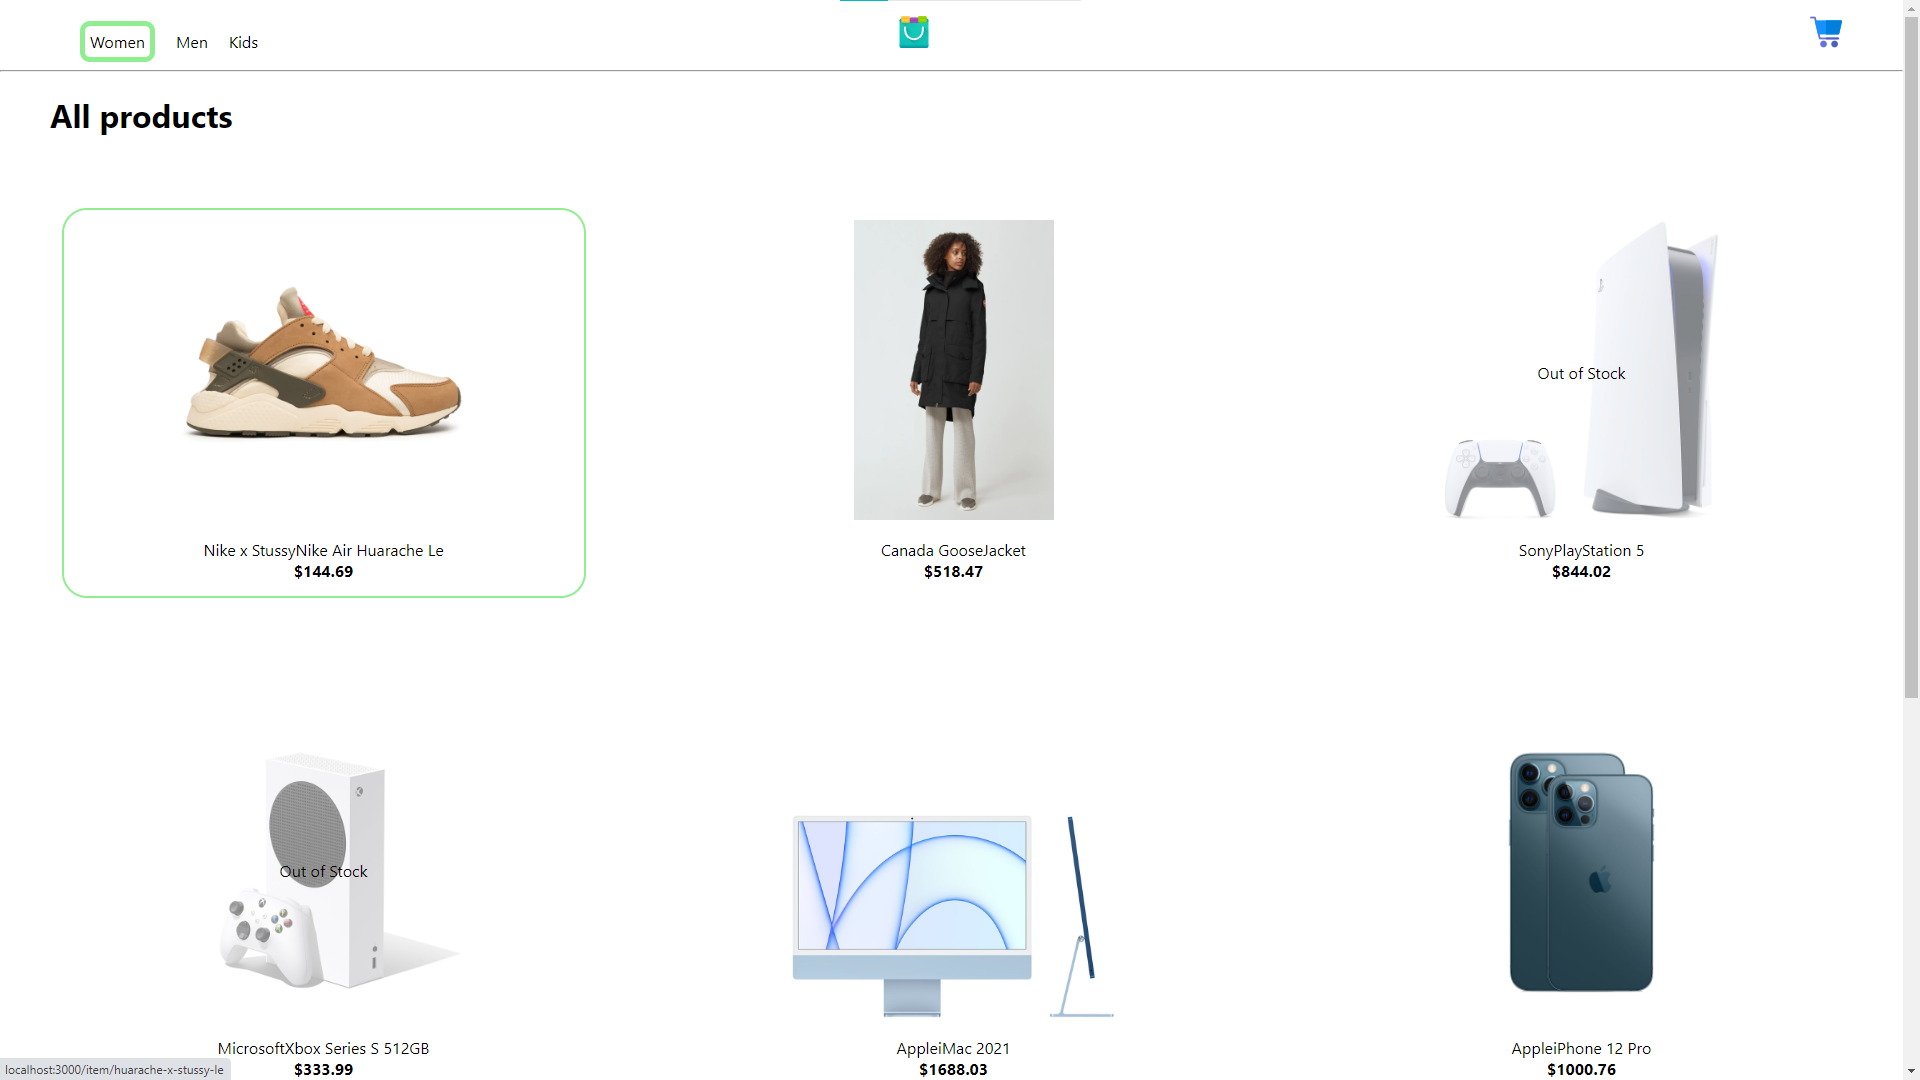 Women Men Kids
All products
Nike x StussyNike Air Huarache Le
$144.69
Canada GooseJacket
$518.47
Out of Stock
SonyPlayStation 5
$844.02
Out of Stock
MicrosoftXbox Series S 512GB
$333.99
AppleiMac 2021
$1688.03
AppleiPhone 12 Pro
$1000.76
localhost:3000/item/huarache-x-stussy-le